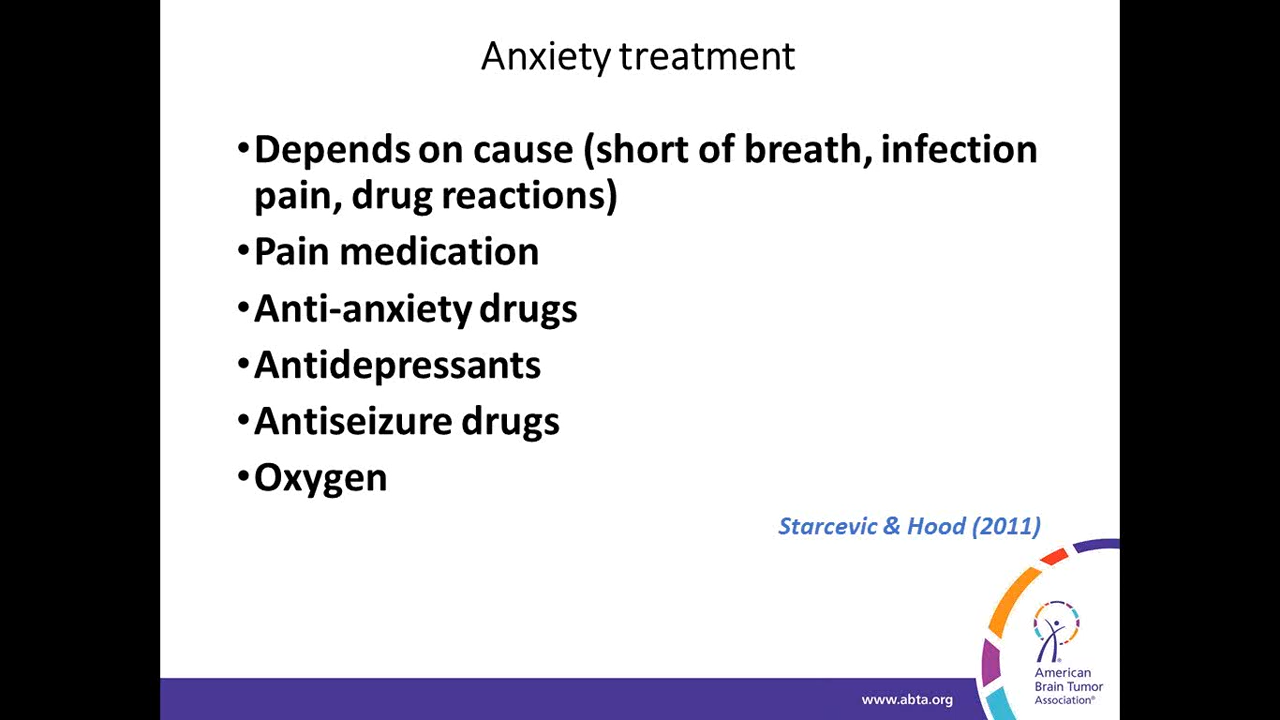 Anxiety treatment
•Depends on cause (short of breath, infection
pain, drug reactions)
•Pain medication
•Anti-anxiety drugs
•Antidepressants
•Antiseizure drugs
•Oxygen
Starcevic & Hood (2011)
American
Brain Tumor
Association®
www.abta.org